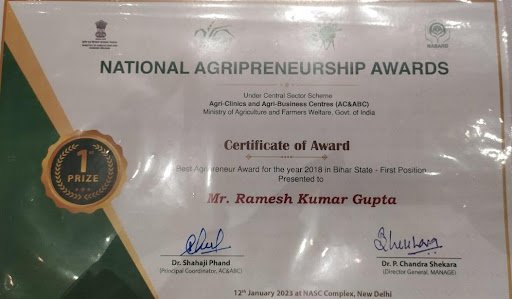 NABARD
NATIONAL AGRIPRENEURSHIP AWARDS
Under Central Sector Scheme
Agri-Clinics and Agri-Business Centres (AC&ABC)
Ministry of Agriculture and Farmers Welfare, Govt. of India
Certificate of Award
1st
PRIZE
Best Agripreneur Award for the year 2018 in Bihar State - First Position
Presented to
Mr. Ramesh Kumar Gupta
Dr. Shahaji Phand
(Principal Coordinator, AC&ABC)
Dr. P. Chandra Shekara
(Director General, MANAGE)
12th January 2023 at NASC Complex, New Delhi